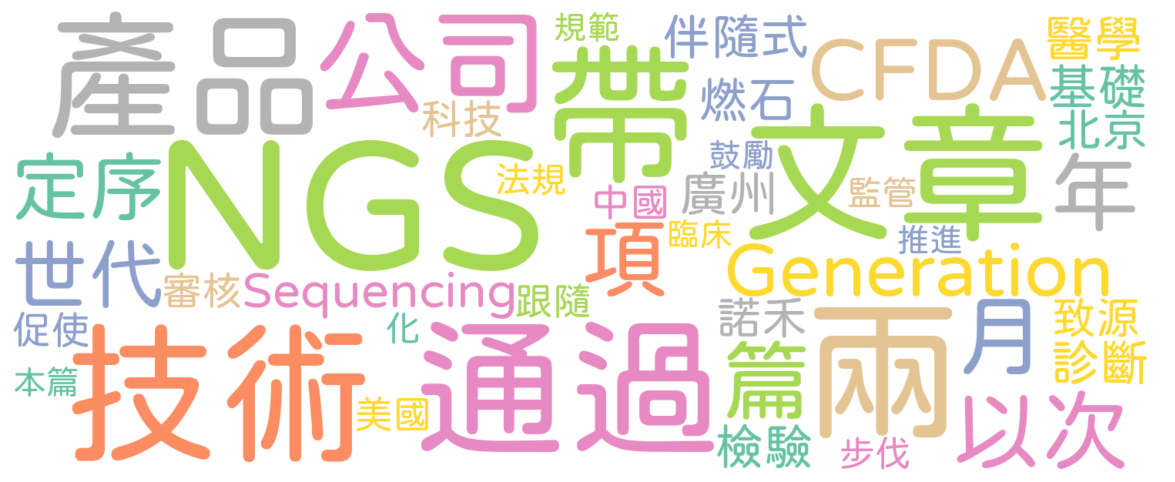 產品
公司
規範
伴隨式
CFDA
醫學
科技
帶
燃石
基礎
北京
定序
NGS
法規
鼓勵
文章
中國
廣州
監管
年
項
臨床
推進
世代
審核
Sequencing
跟隨
Generation
促使
技術
化
通過
諾禾
兩
月
致源
篇
診斷
本篇
美國
檢驗
步伐
以次